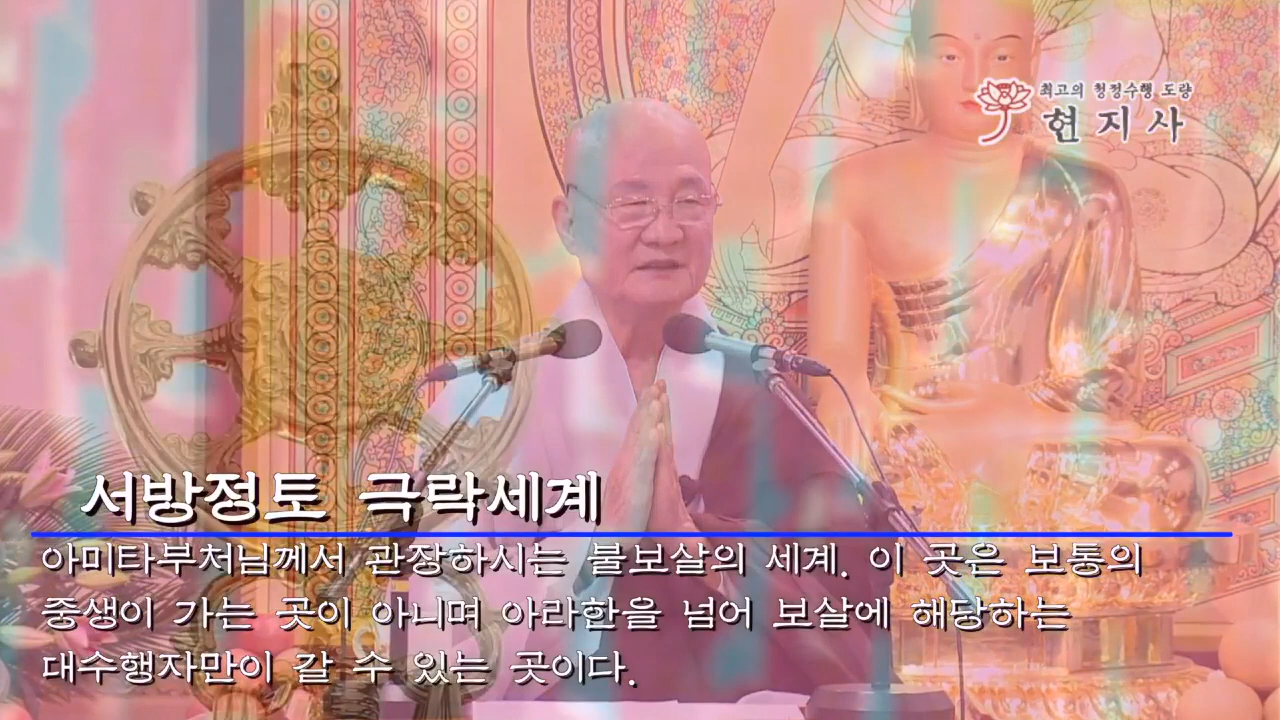 최고의 청정수행 도량
현지사
서방정토 극락세계
아미타부처님께서 관장하시는 불보살의 세계. 이 곳은 보통의
중생이 가는 곳이 아니며 아라한을 넘어 보살에 해당하는
대수행자만이 갈 수 있는 곳이다.